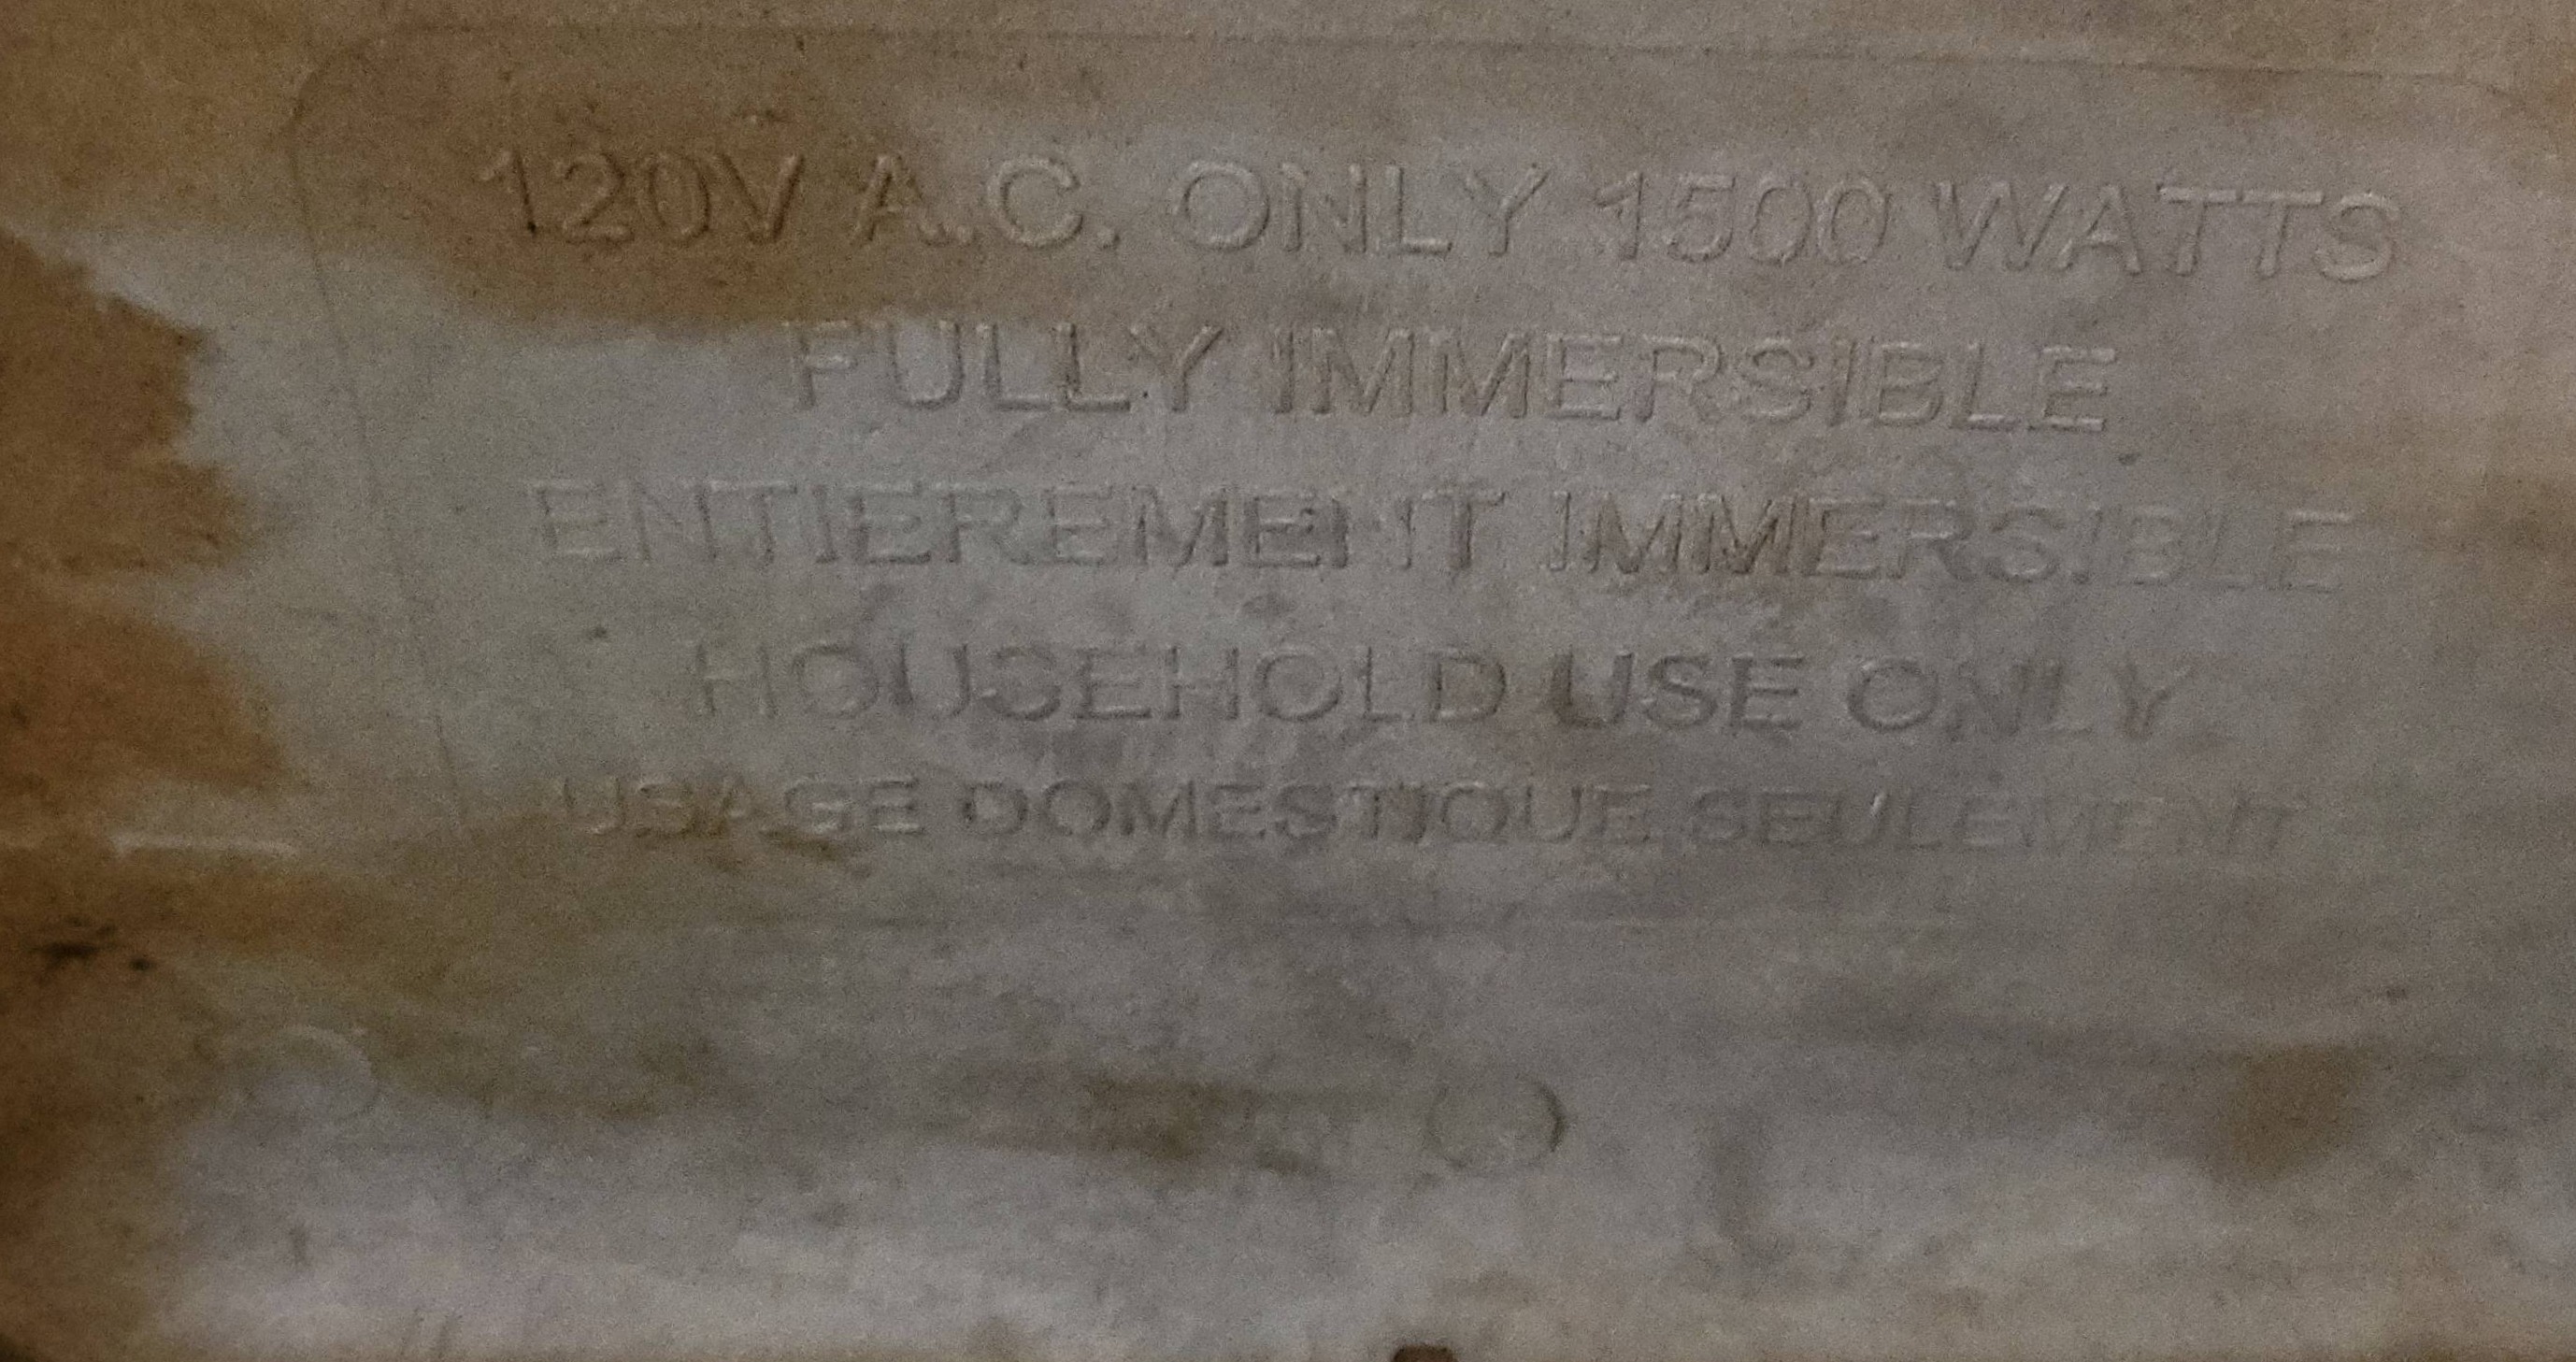 120V A.C. ONLY 1500 WATTS
FULLY IMMERSIBLE
ENTIEREMENT IMMERSIBLE
HOUSEHOLD USE ONLY
USAGE DOMESTIQUE SEULEMENT